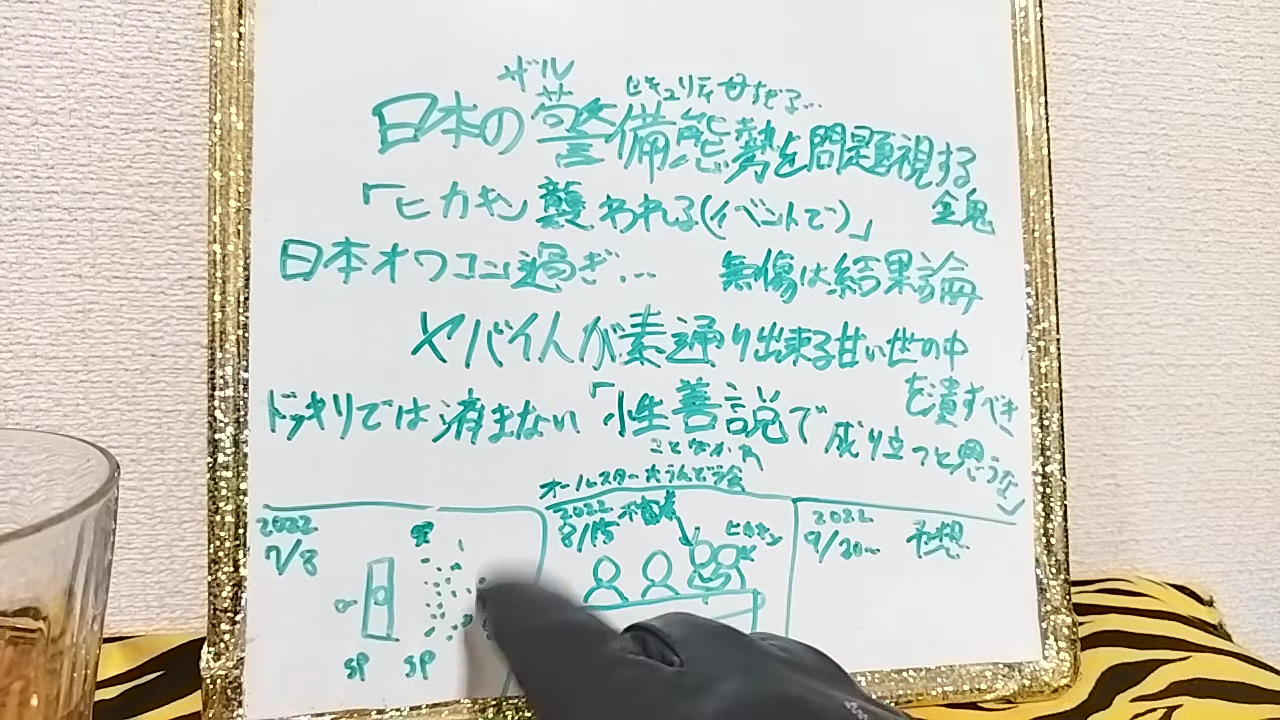 ザル
セキュリティ甘すぎる...
日本の警備態勢を問題視する
「ヒカキン襲われる(イベントで)」
日本オワコン過ぎ...
無傷は結果論
ヤバイ人が素通り出来る甘い世の中
を潰すべき
ドッキリでは済まない「性善説で成り立つと思うな」
ことなかれ
オールスター大うんどう会
2022
7/8
SP
SP
2022
8/15
不審者
ヒカキン
2022
9/20~
予想